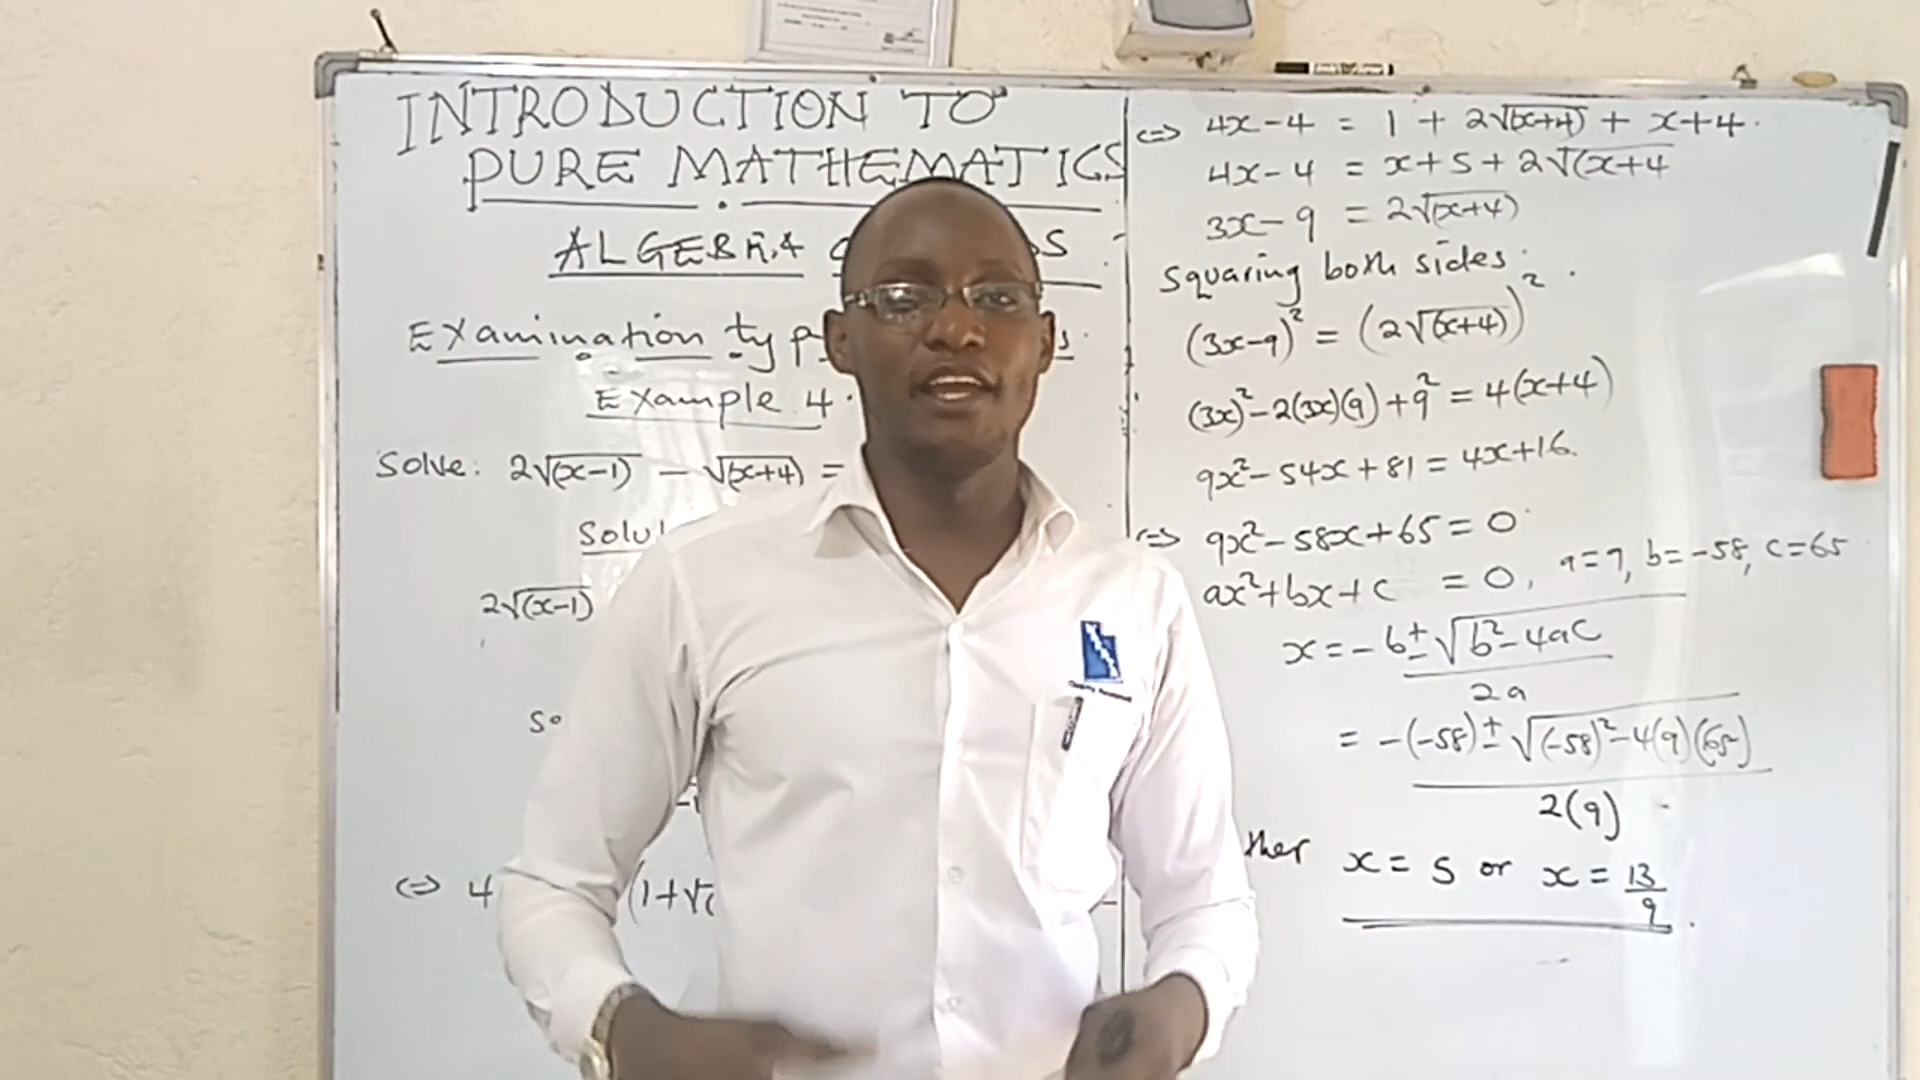 INTRODUCTION TO
PURE MATHEMATICS
ALGEBRA
Examination
Example 4.
Solve: 2√(x-1) - √(x+4) =
2√(x-1)
So
<=> 4
(1+√
<=> 4x-4 = 1 + 2√(x+4) + x+4.
4x-4 = x+5+2√(x+4
3x-9 = 2√(x+4)
Squaring both sides.
(3x-9)² = (2√(x+4))²
(3x)²-2(3x)(9)+9² = 4(x+4)
9x²-54x+81 = 4x+16.
<=> 9x²-58x+65 = 0
ax²+bx+c = 0, a=9, b=-58, c=65
x = -b±√b²-4ac
2a
= -(-58)±√(-58)²-4(9)(65)
2(9)
ther x = 5 or x = 13/9.